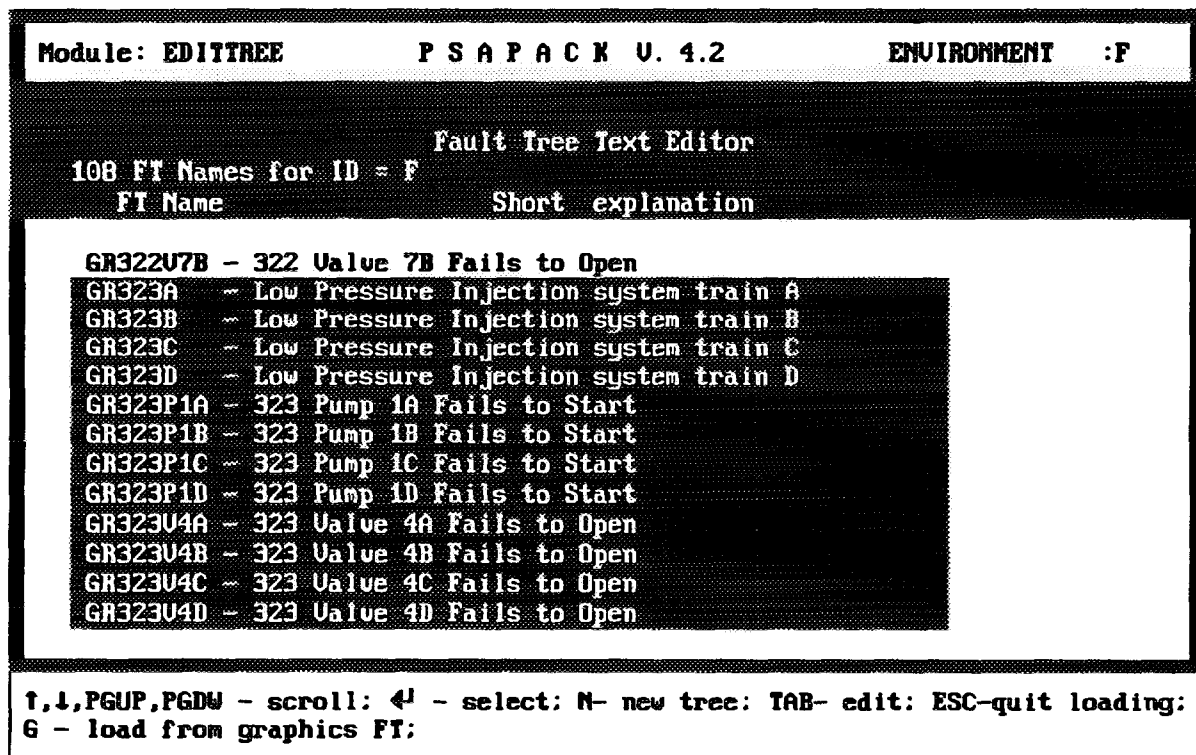 Module: EDITTREE P S A P A C K V. 4.2 ENVIRONMENT :F
Fault Tree Text Editor
108 FT Names for ID = F
FT Name Short explanation
GR322V7B - 322 Value 7B Fails to Open
GR323A - Low Pressure Injection system train A
GR323B - Low Pressure Injection system train B
GR323C - Low Pressure Injection system train C
GR323D - Low Pressure Injection system train D
GR323P1A - 323 Pump 1A Fails to Start
GR323P1B - 323 Pump 1B Fails to Start
GR323P1C - 323 Pump 1C Fails to Start
GR323P1D - 323 Pump 1D Fails to Start
GR323V4A - 323 Value 4A Fails to Open
GR323V4B - 323 Value 4B Fails to Open
GR323V4C - 323 Value 4C Fails to Open
GR323V4D - 323 Value 4D Fails to Open
↑,↓,PGUP,PGDW - scroll; ↵ - select; N- new tree; TAB- edit; ESC-quit loading;
G - load from graphics FT;